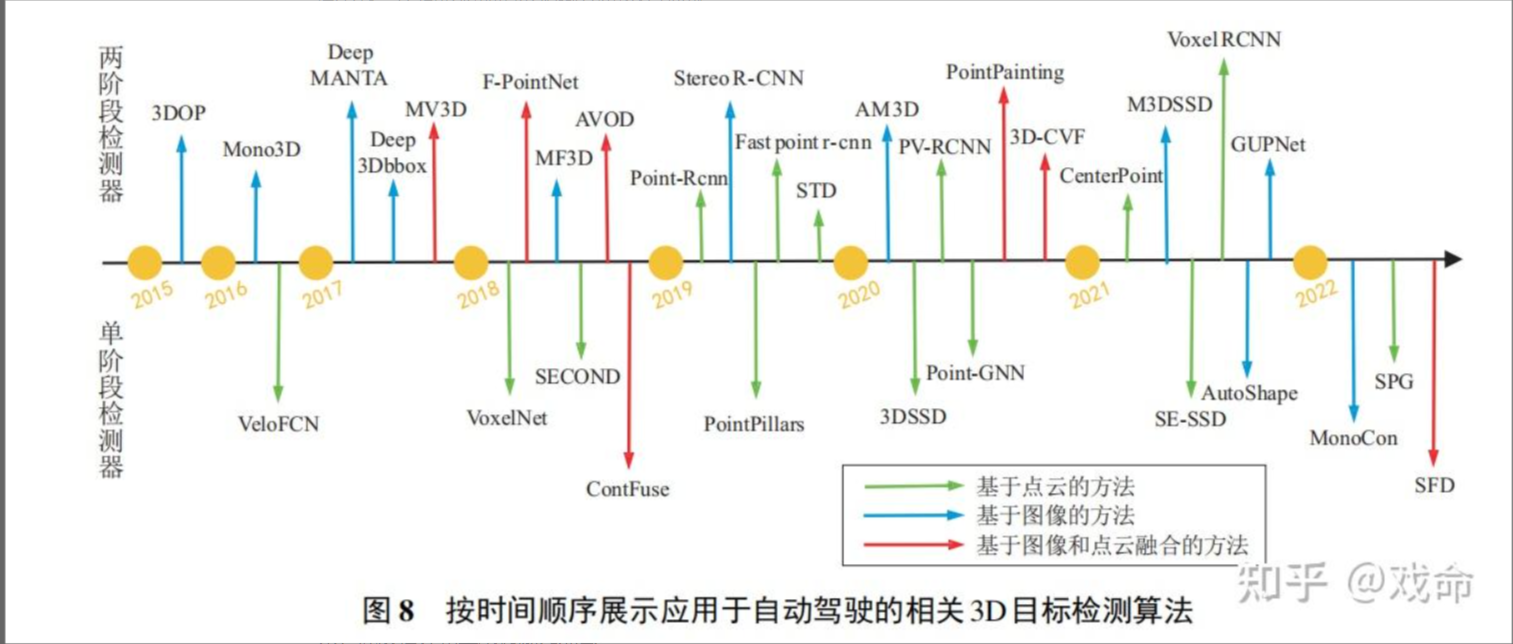 两阶段检测器
单阶段检测器
3DOP
Mono3D
Deep
MANTA
Deep
3Dbbox
MV3D
F-PointNet
MF3D
AVOD
Point-Rcnn
Stereo R-CNN
Fast point r-cnn
STD
AM3D
PV-RCNN
PointPainting
3D-CVF
CenterPoint
M3DSSD
Voxel RCNN
GUPNet
2015
2016
2017
2018
2019
2020
2021
2022
VeloFCN
VoxelNet
SECOND
ContFuse
PointPillars
3DSSD
Point-GNN
SE-SSD
AutoShape
MonoCon
SPG
SFD
基于点云的方法
基于图像的方法
基于图像和点云融合的方法
知乎 @戏命
图 8 按时间顺序展示应用于自动驾驶的相关 3D 目标检测算法